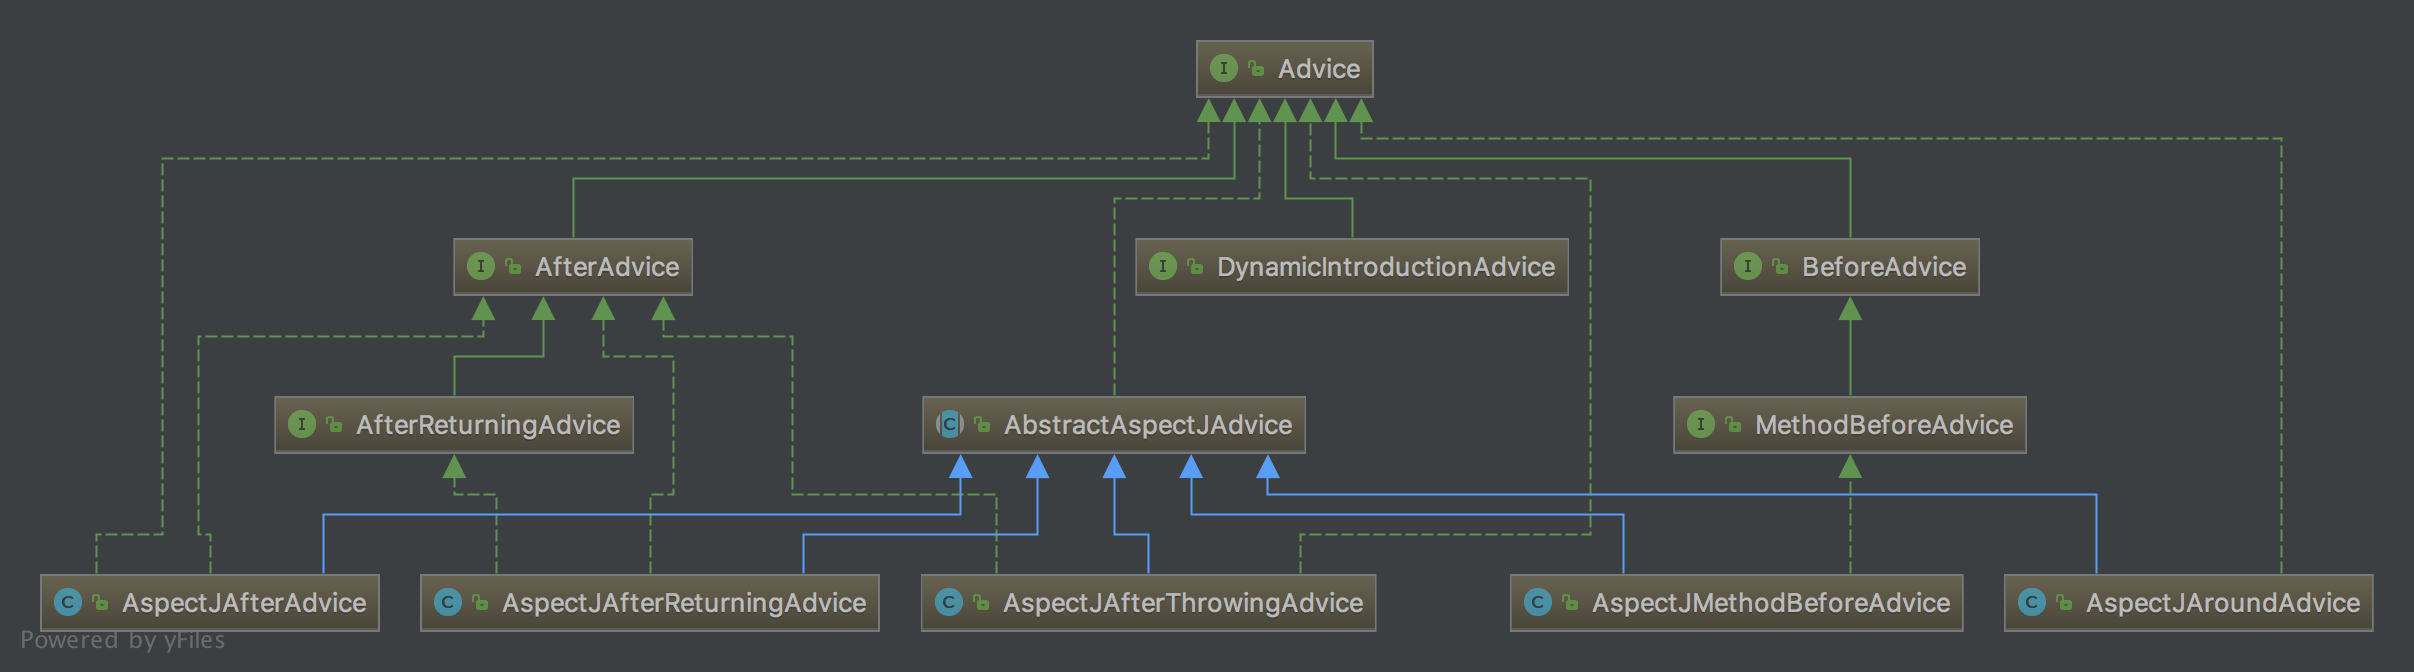 I Advice
I AfterAdvice
I DynamicIntroductionAdvice
I BeforeAdvice
I AfterReturningAdvice
C AbstractAspectJAdvice
I MethodBeforeAdvice
C AspectJAfterAdvice
C AspectJAfterReturningAdvice
C AspectJAfterThrowingAdvice
C AspectJMethodBeforeAdvice
C AspectJAroundAdvice
Powered by yFiles